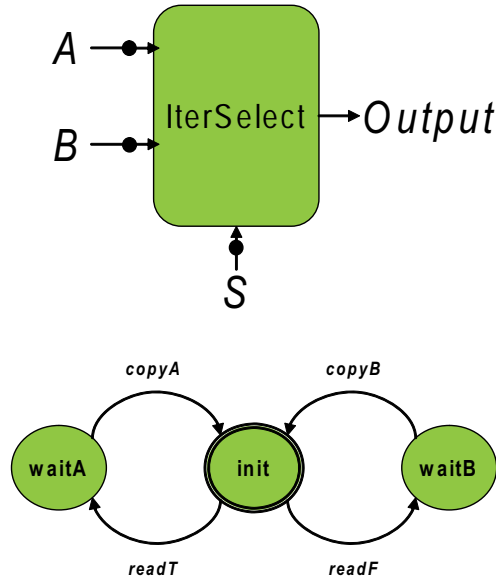 A
B
IterSelect
Output
S
copyA
copyB
waitA
init
waitB
readT
readF